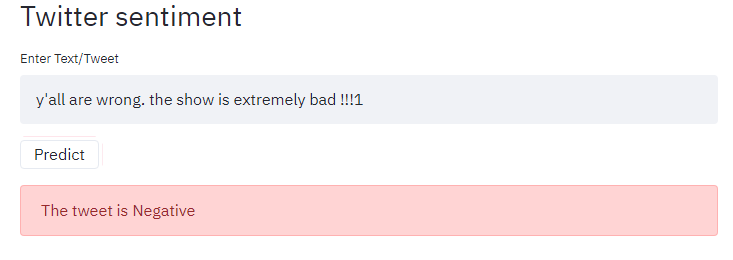 Twitter sentiment
Enter Text/Tweet
y'all are wrong. the show is extremely bad !!!1
Predict
The tweet is Negative